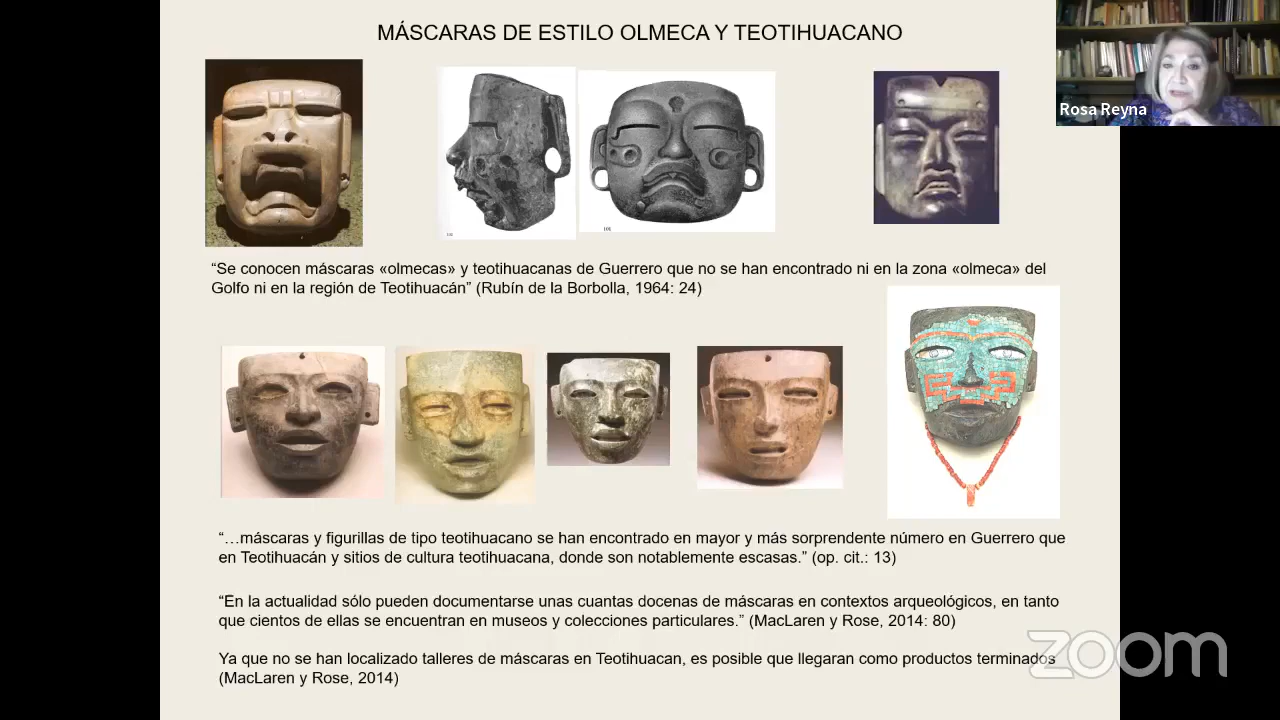 MÁSCARAS DE ESTILO OLMECA Y TEOTIHUACANO
Rosa Reyna
“Se conocen máscaras «olmecas» y teotihuacanas de Guerrero que no se han encontrado ni en la zona «olmeca» del
Golfo ni en la región de Teotihuacán” (Rubín de la Borbolla, 1964: 24)
“…máscaras y figurillas de tipo teotihuacano se han encontrado en mayor y más sorprendente número en Guerrero que
en Teotihuacán y sitios de cultura teotihuacana, donde son notablemente escasas.” (op. cit.: 13)
“En la actualidad sólo pueden documentarse unas cuantas docenas de máscaras en contextos arqueológicos, en tanto
que cientos de ellas se encuentran en museos y colecciones particulares.” (MacLaren y Rose, 2014: 80)
Ya que no se han localizado talleres de máscaras en Teotihuacan, es posible que llegaran como productos terminados
(MacLaren y Rose, 2014)
zoom